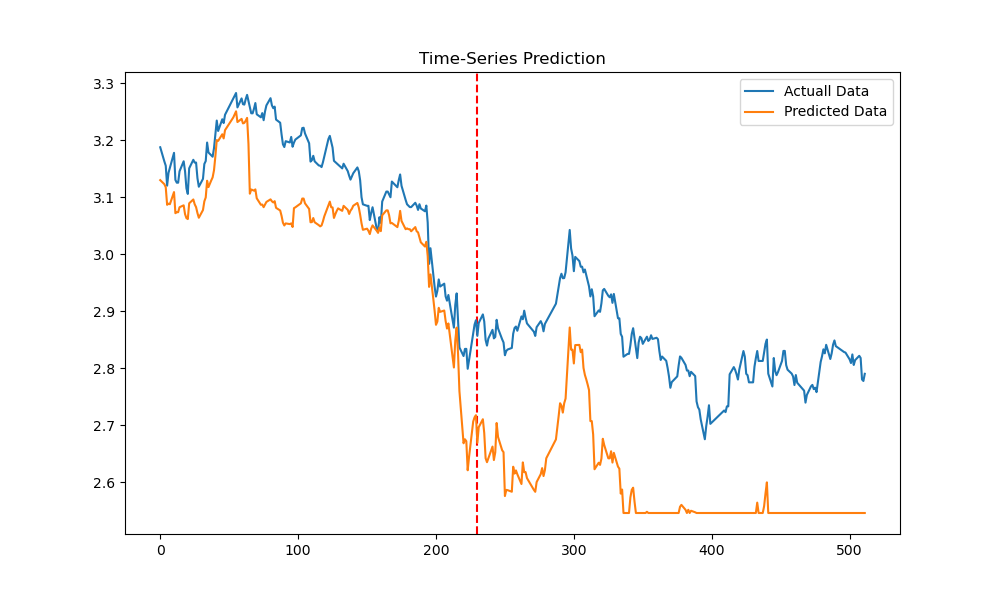 Time-Series Prediction
Actuall Data
Predicted Data
3.3
3.2
3.1
3.0
2.9
2.8
2.7
2.6
0 100 200 300 400 500